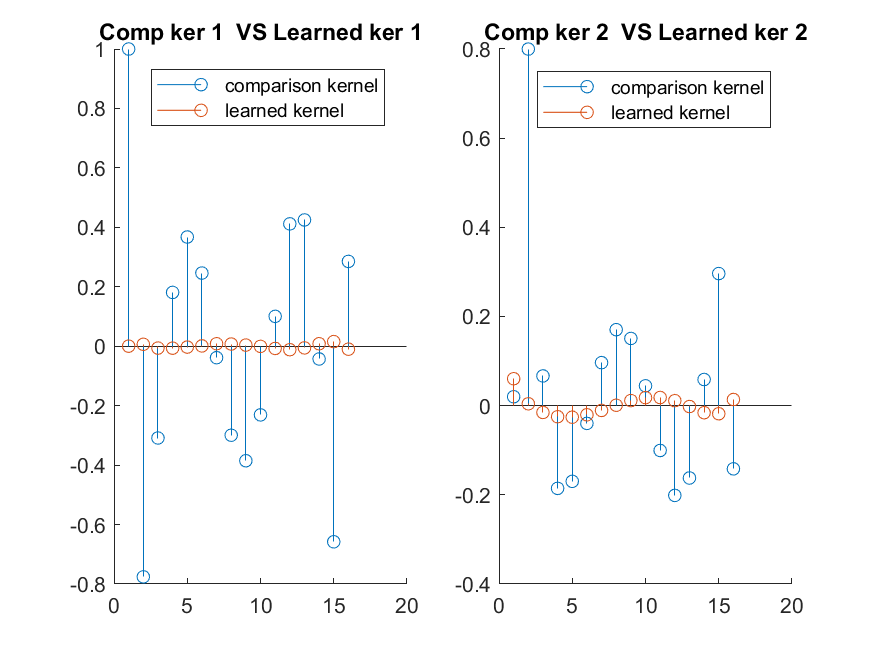 Comp ker 1 VS Learned ker 1
comparison kernel
learned kernel
1
0.8
0.6
0.4
0.2
0
-0.2
-0.4
-0.6
-0.8
0 5 10 15 20
Comp ker 2 VS Learned ker 2
comparison kernel
learned kernel
0.8
0.6
0.4
0.2
0
-0.2
-0.4
0 5 10 15 20